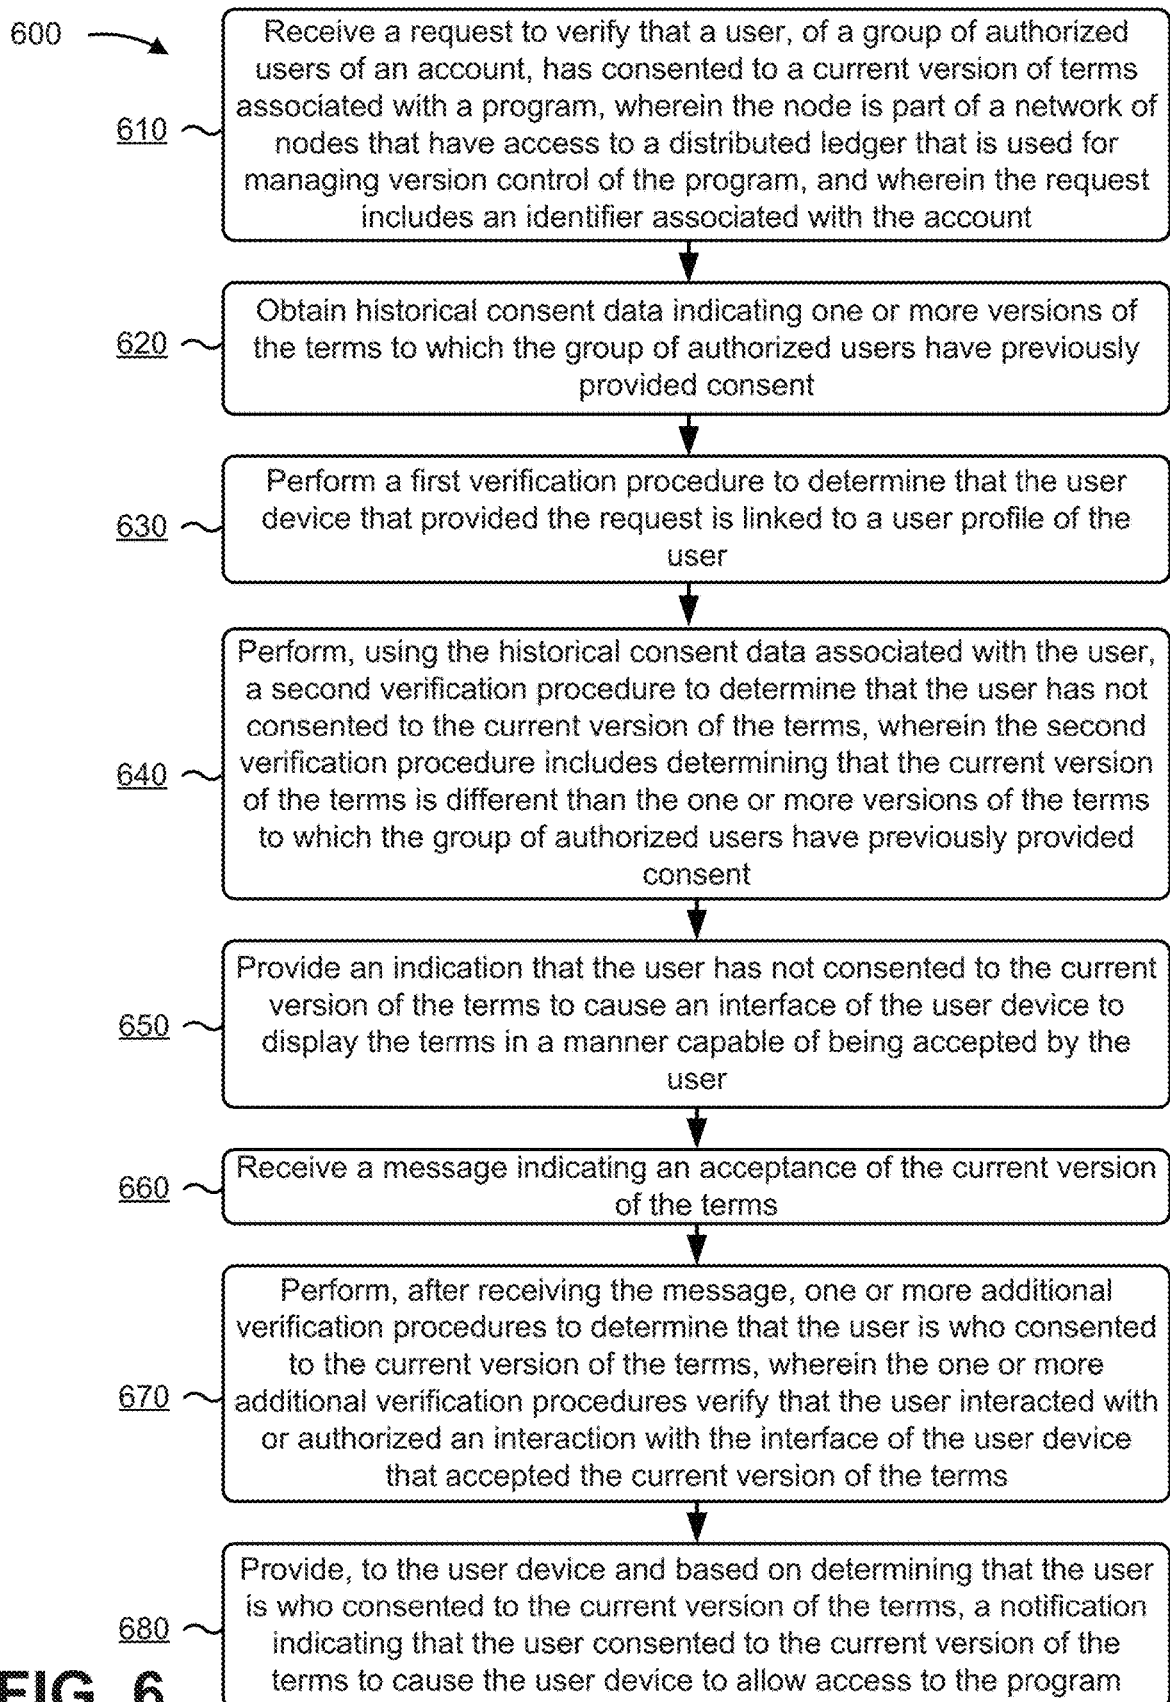 600
Receive a request to verify that a user, of a group of authorized
users of an account, has consented to a current version of terms
associated with a program, wherein the node is part of a network of
610
nodes that have access to a distributed ledger that is used for
managing version control of the program, and wherein the request
includes an identifier associated with the account
Obtain historical consent data indicating one or more versions of
620
the terms to which the group of authorized users have previously
provided consent
Perform a first verification procedure to determine that the user
630
device that provided the request is linked to a user profile of the
user
Perform, using the historical consent data associated with the user,
a second verification procedure to determine that the user has not
consented to the current version of the terms, wherein the second
640
verification procedure includes determining that the current version
of the terms is different than the one or more versions of the terms
to which the group of authorized users have previously provided
consent
Provide an indication that the user has not consented to the current
version of the terms to cause an interface of the user device to
650
display the terms in a manner capable of being accepted by the
user
660
Receive a message indicating an acceptance of the current version
of the terms
Perform, after receiving the message, one or more additional
verification procedures to determine that the user is who consented
to the current version of the terms, wherein the one or more
670
additional verification procedures verify that the user interacted with
or authorized an interaction with the interface of the user device
that accepted the current version of the terms
Provide, to the user device and based on determining that the user
is who consented to the current version of the terms, a notification
680
indicating that the user consented to the current version of the
terms to cause the user device to allow access to the program
FIG. 6